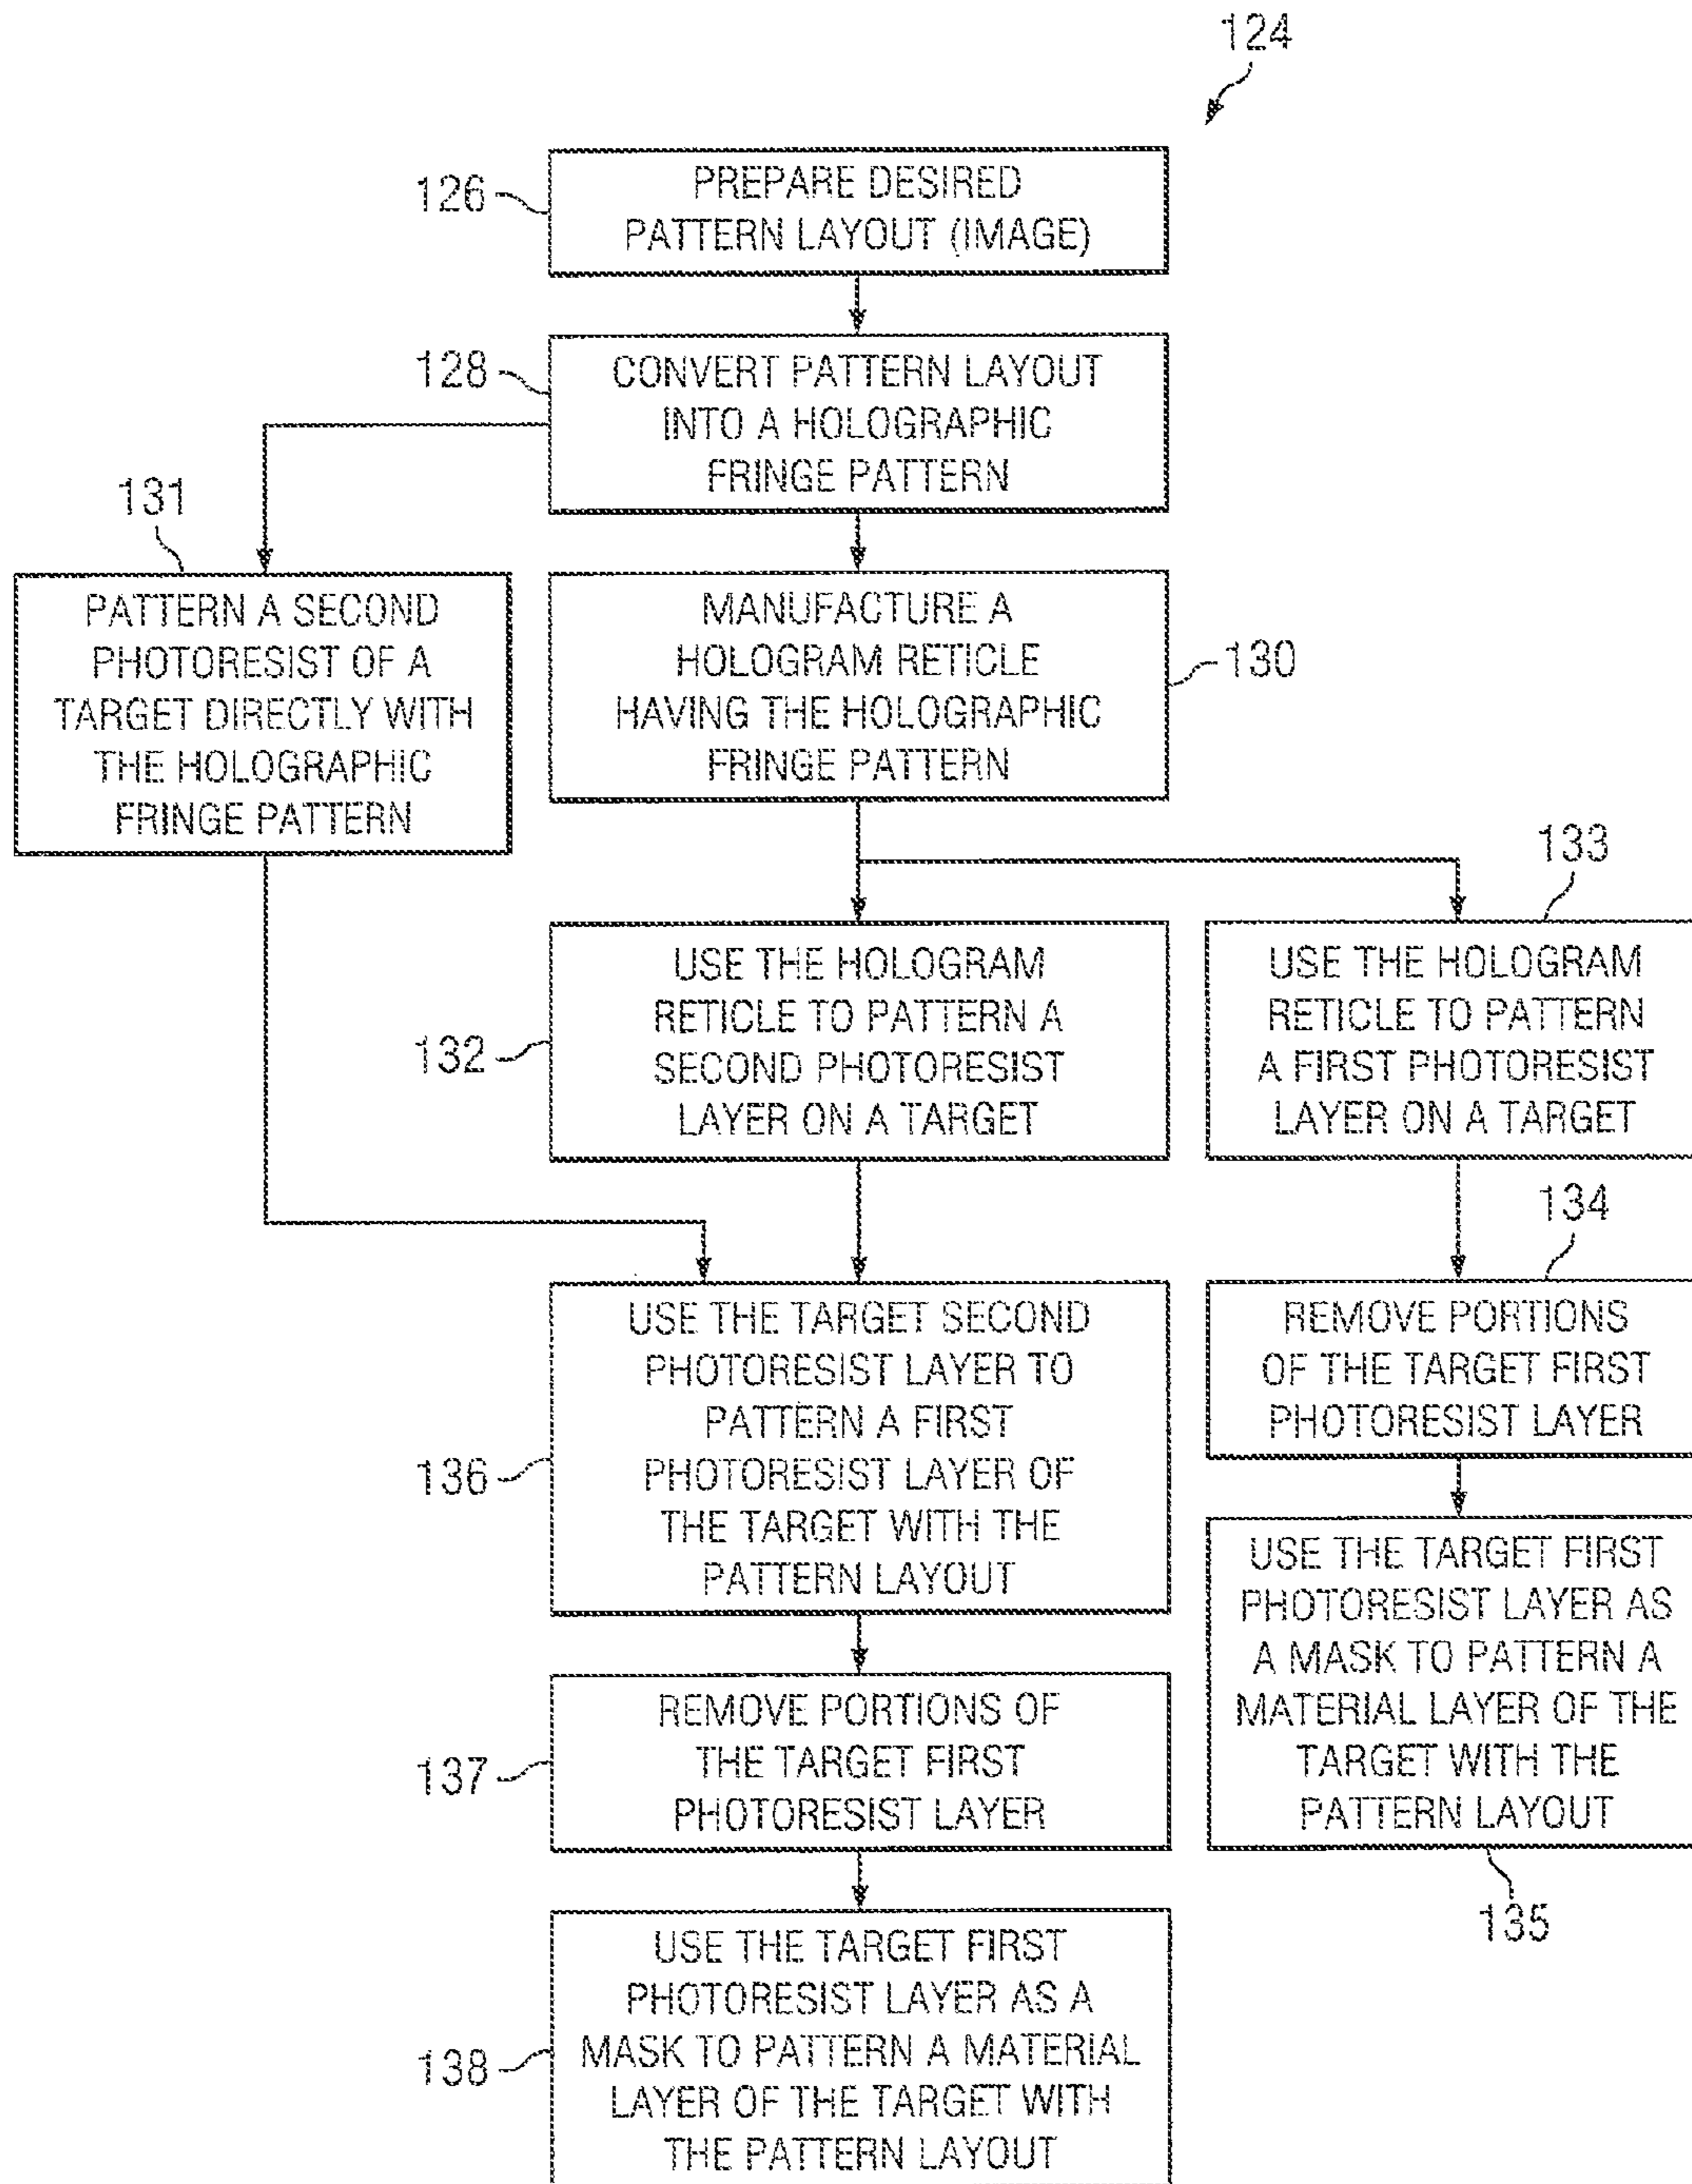 124
126
PREPARE DESIRED
PATTERN LAYOUT (IMAGE)
128
CONVERT PATTERN LAYOUT
INTO A HOLOGRAPHIC
FRINGE PATTERN
131
PATTERN A SECOND
PHOTORESIST OF A
TARGET DIRECTLY WITH
THE HOLOGRAPHIC
FRINGE PATTERN
MANUFACTURE A
HOLOGRAM RETICLE
HAVING THE HOLOGRAPHIC
FRINGE PATTERN
130
132
USE THE HOLOGRAM
RETICLE TO PATTERN A
SECOND PHOTORESIST
LAYER ON A TARGET
133
USE THE HOLOGRAM
RETICLE TO PATTERN
A FIRST PHOTORESIST
LAYER ON A TARGET
134
REMOVE PORTIONS
OF THE TARGET FIRST
PHOTORESIST LAYER
136
USE THE TARGET SECOND
PHOTORESIST LAYER TO
PATTERN A FIRST
PHOTORESIST LAYER OF
THE TARGET WITH THE
PATTERN LAYOUT
USE THE TARGET FIRST
PHOTORESIST LAYER AS
A MASK TO PATTERN A
MATERIAL LAYER OF THE
TARGET WITH THE
PATTERN LAYOUT
135
137
REMOVE PORTIONS OF
THE TARGET FIRST
PHOTORESIST LAYER
138
USE THE TARGET FIRST
PHOTORESIST LAYER AS A
MASK TO PATTERN A MATERIAL
LAYER OF THE TARGET WITH
THE PATTERN LAYOUT